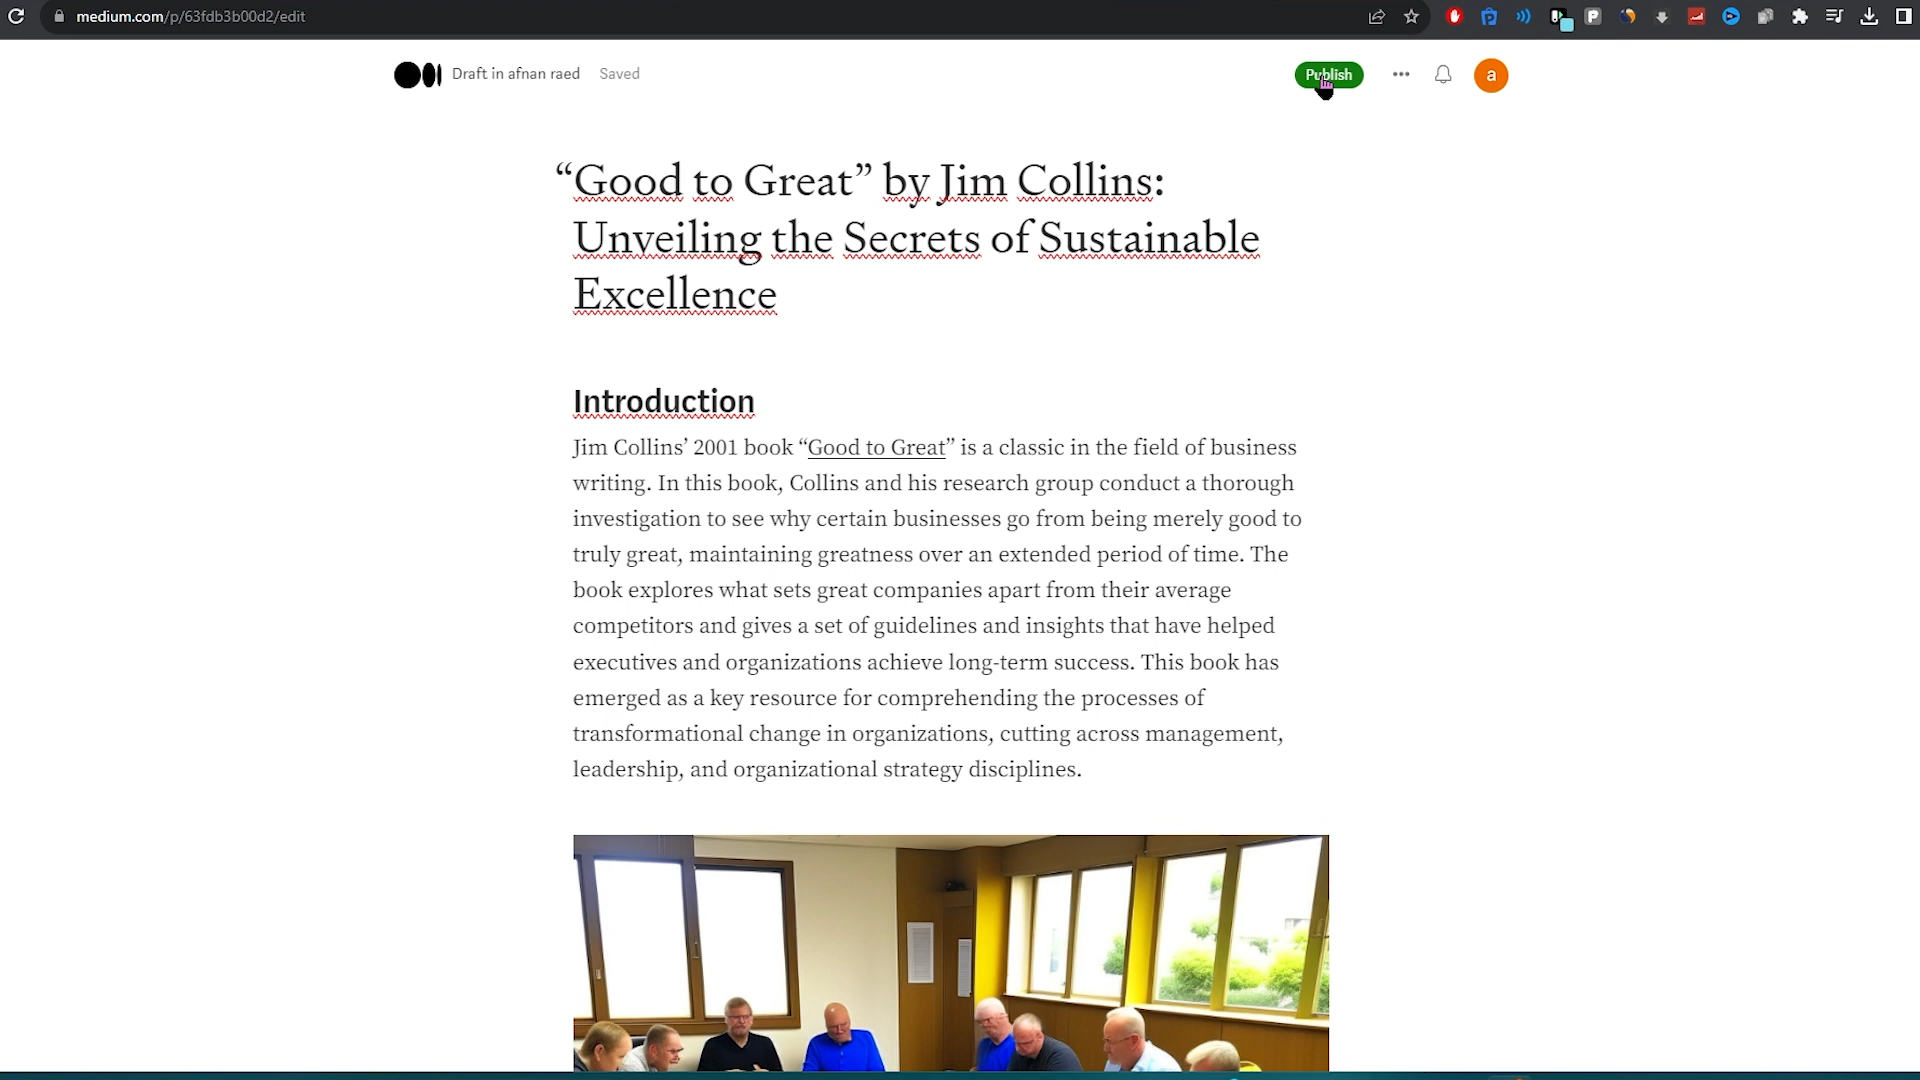 medium.com/p/63fdb3b00d2/edit
Draft in afnan raed Saved
Publish
a
“Good to Great” by Jim Collins:
Unveiling the Secrets of Sustainable
Excellence
Introduction
Jim Collins’ 2001 book “Good to Great” is a classic in the field of business
writing. In this book, Collins and his research group conduct a thorough
investigation to see why certain businesses go from being merely good to
truly great, maintaining greatness over an extended period of time. The
book explores what sets great companies apart from their average
competitors and gives a set of guidelines and insights that have helped
executives and organizations achieve long-term success. This book has
emerged as a key resource for comprehending the processes of
transformational change in organizations, cutting across management,
leadership, and organizational strategy disciplines.